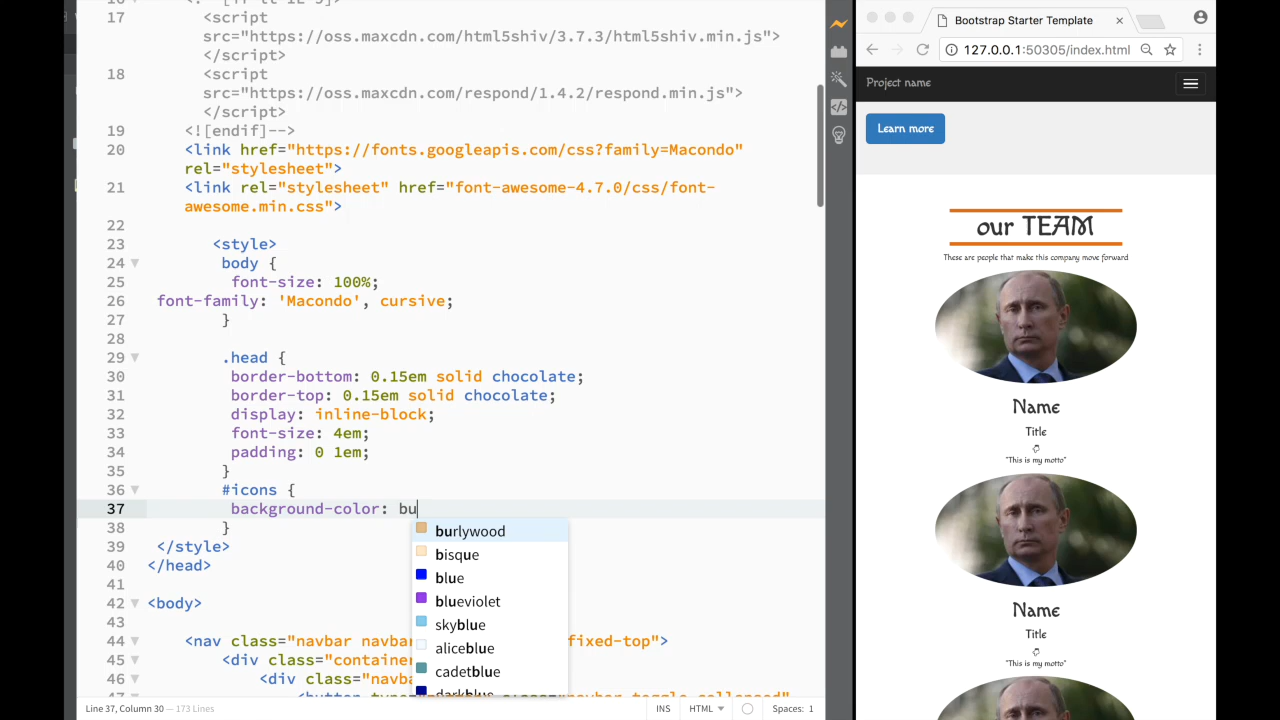 17 <script
src="https://oss.maxcdn.com/html5shiv/3.7.3/html5shiv.min.js">
</script>
18 <script
src="https://oss.maxcdn.com/respond/1.4.2/respond.min.js">
</script>
19 <![endif]-->
20 <link href="https://fonts.googleapis.com/css?family=Macondo"
rel="stylesheet">
21 <link rel="stylesheet" href="font-awesome-4.7.0/css/font-
awesome.min.css">
22
23 <style>
24 body {
25 font-size: 100%;
26 font-family: 'Macondo', cursive;
27 }
28
29 .head {
30 border-bottom: 0.15em solid chocolate;
31 border-top: 0.15em solid chocolate;
32 display: inline-block;
33 font-size: 4em;
34 padding: 0 1em;
35 }
36 #icons {
37 background-color: bu
38 }
39 </style>
40 </head>
41
42 <body>
43
44 <nav class="navbar navbar fixed-top">
45 <div class="container
46 <div class="navba
burlywood
bisque
blue
blueviolet
skyblue
aliceblue
cadetblue
darkblue
Line 37, Column 30 — 173 Lines
INS HTML Spaces: 1
Bootstrap Starter Template
127.0.0.1:50305/index.html
Project name
Learn more
our TEAM
These are people that make this company move forward
Name
Title
"This is my motto"
Name
Title
"This is my motto"